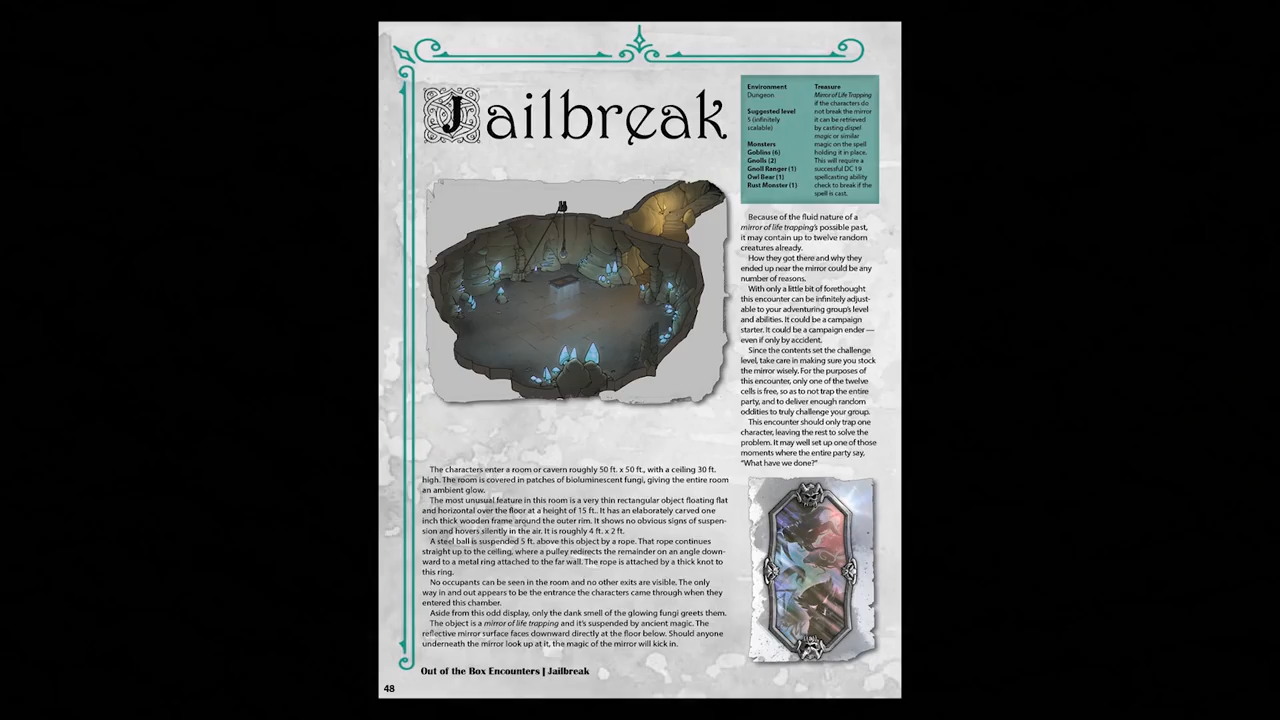 Jailbreak
Environment
Dungeon
Suggested level
5 (infinitely
scalable)
Monsters
Goblins (6)
Gnolls (2)
Gnoll Ranger (1)
Owl Bear (1)
Rust Monster (1)
Treasure
Mirror of Life Trapping
if the characters do
not break the mirror
it can be retrieved
by casting dispel
magic or similar
magic on the spell
holding it in place.
This will require a
successful DC 19
spellcasting ability
check to break if the
spell is cast.
Because of the fluid nature of a
mirror of life trapping's possible past,
it may contain up to twelve random
creatures already.
How they got there and why they
ended up near the mirror could be any
number of reasons.
With only a little bit of forethought
this encounter can be infinitely adjust-
able to your adventuring group's level
and abilities. It could be a campaign
starter. It could be a campaign ender —
even if only by accident.
Since the contents set the challenge
level, take care in making sure you stock
the mirror wisely. For the purposes of
this encounter, only one of the twelve
cells is free, so as to not trap the entire
party, and to deliver enough random
oddities to truly challenge your group.
This encounter should only trap one
character, leaving the rest to solve the
problem. It may well set up one of those
moments where the entire party say,
"What have we done?"
The characters enter a room or cavern roughly 50 ft. x 50 ft., with a ceiling 30 ft.
high. The room is covered in patches of bioluminescent fungi, giving the entire room
an ambient glow.
The most unusual feature in this room is a very thin rectangular object floating flat
and horizontal over the floor at a height of 15 ft.. It has an elaborately carved one
inch thick wooden frame around the outer rim. It shows no obvious signs of suspen-
sion and hovers silently in the air. It is roughly 4 ft. x 2 ft.
A steel ball is suspended 5 ft. above this object by a rope. That rope continues
straight up to the ceiling, where a pulley redirects the remainder on an angle down-
ward to a metal ring attached to the far wall. The rope is attached by a thick knot to
this ring.
No occupants can be seen in the room and no other exits are visible. The only
way in and out appears to be the entrance the characters came through when they
entered this chamber.
Aside from this odd display, only the dank smell of the glowing fungi greets them.
The object is a mirror of life trapping and it's suspended by ancient magic. The
reflective mirror surface faces downward directly at the floor below. Should anyone
underneath the mirror look up at it, the magic of the mirror will kick in.
Out of the Box Encounters | Jailbreak
48